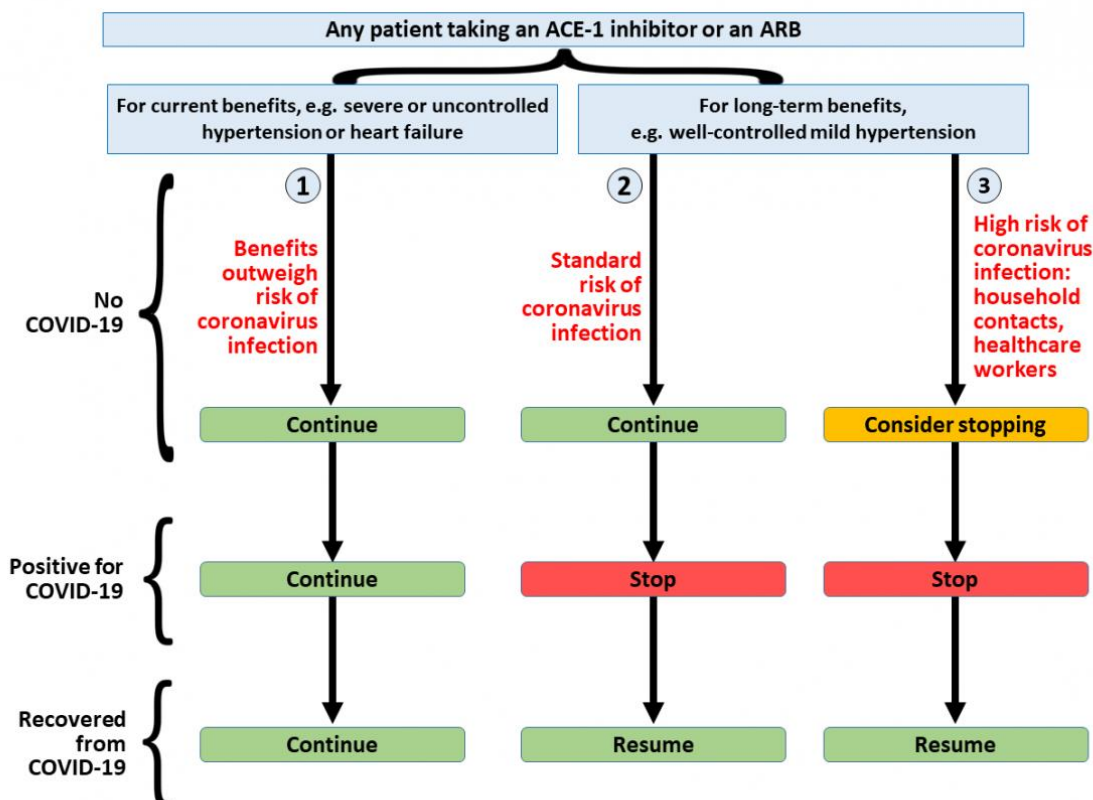 Any patient taking an ACE-1 inhibitor or an ARB
For current benefits, e.g. severe or uncontrolled
hypertension or heart failure
For long-term benefits,
e.g. well-controlled mild hypertension
1
2
3
No
COVID-19
Benefits
outweigh
risk of
coronavirus
infection
Standard
risk of
coronavirus
infection
High risk of
coronavirus
infection:
household
contacts,
healthcare
workers
Continue
Continue
Consider stopping
Positive for
COVID-19
Continue
Stop
Stop
Recovered
from
COVID-19
Continue
Resume
Resume